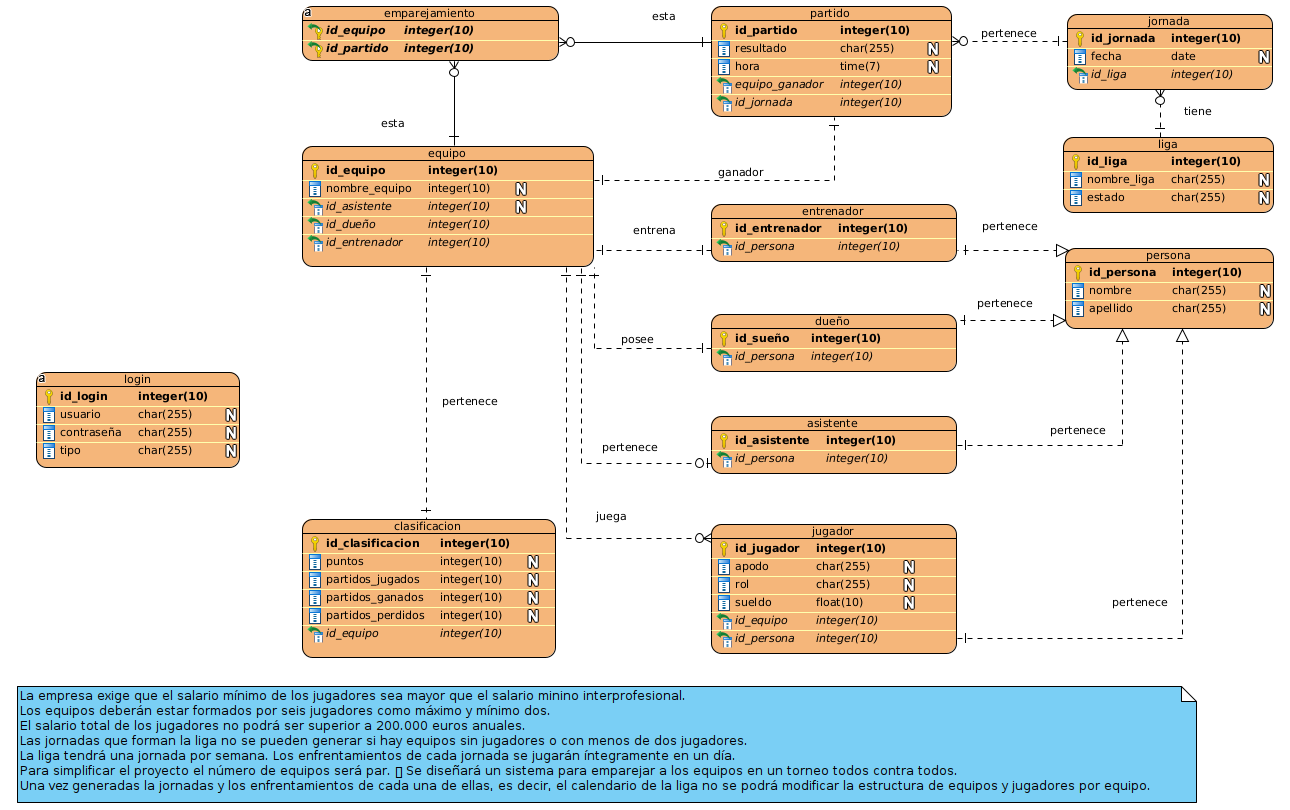 a
emparejamiento
id_equipo integer(10)
id_partido integer(10)
esta
partido
id_partido integer(10)
resultado char(255) N
hora time(7) N
equipo_ganador integer(10)
id_jornada integer(10)
pertenece
jornada
id_jornada integer(10)
fecha date N
id_liga integer(10)
tiene
esta
liga
id_liga integer(10)
nombre_liga char(255) N
estado char(255) N
equipo
id_equipo integer(10)
nombre_equipo integer(10) N
id_asistente integer(10) N
id_dueño integer(10)
id_entrenador integer(10)
ganador
entrena
entrenador
id_entrenador integer(10)
id_persona integer(10)
pertenece
persona
id_persona integer(10)
nombre char(255) N
apellido char(255) N
pertenece
dueño
id_sueño integer(10)
id_persona integer(10)
posee
a
login
id_login integer(10)
usuario char(255) N
contraseña char(255) N
tipo char(255) N
pertenece
asistente
id_asistente integer(10)
id_persona integer(10)
pertenece
pertenece
juega
clasificacion
id_clasificacion integer(10)
puntos integer(10) N
partidos_jugados integer(10) N
partidos_ganados integer(10) N
partidos_perdidos integer(10) N
id_equipo integer(10)
jugador
id_jugador integer(10)
apodo char(255) N
rol char(255) N
sueldo float(10) N
id_equipo integer(10)
id_persona integer(10)
pertenece
La empresa exige que el salario mínimo de los jugadores sea mayor que el salario minino interprofesional.
Los equipos deberán estar formados por seis jugadores como máximo y mínimo dos.
El salario total de los jugadores no podrá ser superior a 200.000 euros anuales.
Las jornadas que forman la liga no se pueden generar si hay equipos sin jugadores o con menos de dos jugadores.
La liga tendrá una jornada por semana. Los enfrentamientos de cada jornada se jugarán íntegramente en un día.
Para simplificar el proyecto el número de equipos será par. ▯ Se diseñará un sistema para emparejar a los equipos en un torneo todos contra todos.
Una vez generadas la jornadas y los enfrentamientos de cada una de ellas, es decir, el calendario de la liga no se podrá modificar la estructura de equipos y jugadores por equipo.